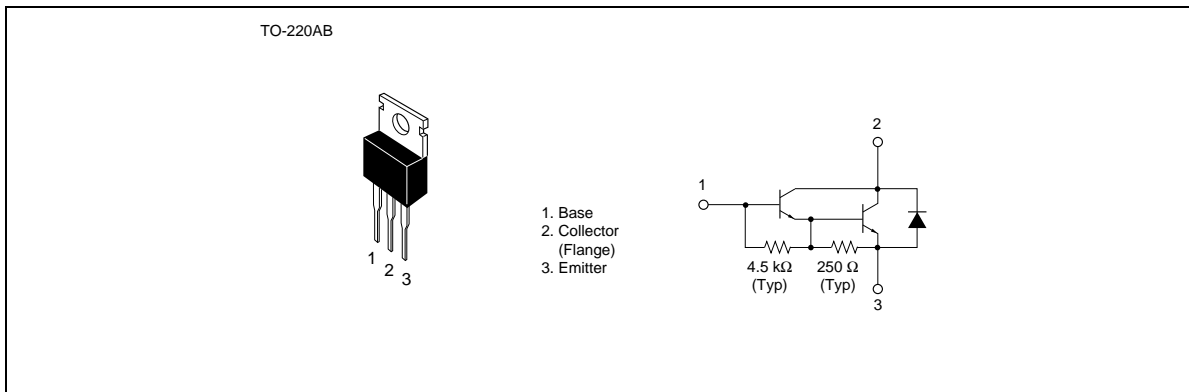 TO-220AB
1
2
3
1. Base
2. Collector
(Flange)
3. Emitter
2
1
4.5 kΩ
(Typ)
250 Ω
(Typ)
3